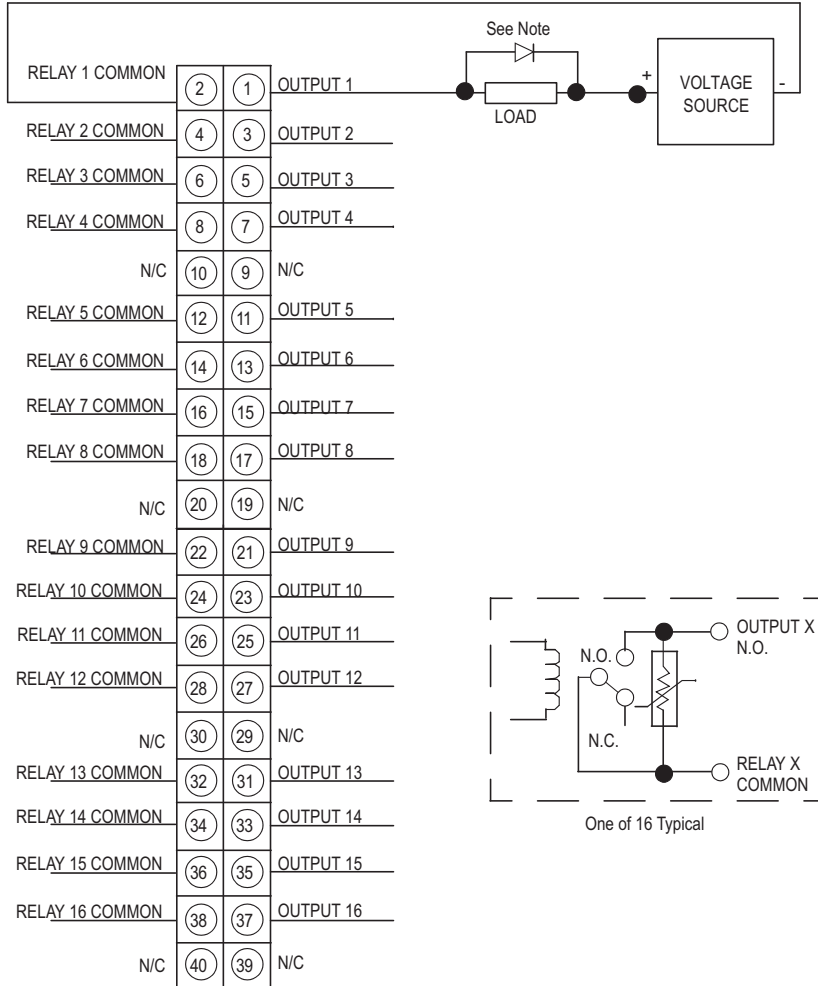 See Note
+ VOLTAGE SOURCE -
LOAD
RELAY 1 COMMON 2 1 OUTPUT 1
RELAY 2 COMMON 4 3 OUTPUT 2
RELAY 3 COMMON 6 5 OUTPUT 3
RELAY 4 COMMON 8 7 OUTPUT 4
N/C 10 9 N/C
RELAY 5 COMMON 12 11 OUTPUT 5
RELAY 6 COMMON 14 13 OUTPUT 6
RELAY 7 COMMON 16 15 OUTPUT 7
RELAY 8 COMMON 18 17 OUTPUT 8
N/C 20 19 N/C
RELAY 9 COMMON 22 21 OUTPUT 9
RELAY 10 COMMON 24 23 OUTPUT 10
RELAY 11 COMMON 26 25 OUTPUT 11
RELAY 12 COMMON 28 27 OUTPUT 12
N/C 30 29 N/C
RELAY 13 COMMON 32 31 OUTPUT 13
RELAY 14 COMMON 34 33 OUTPUT 14
RELAY 15 COMMON 36 35 OUTPUT 15
RELAY 16 COMMON 38 37 OUTPUT 16
N/C 40 39 N/C
OUTPUT X
N.O.
N.O.
N.C.
RELAY X
COMMON
One of 16 Typical